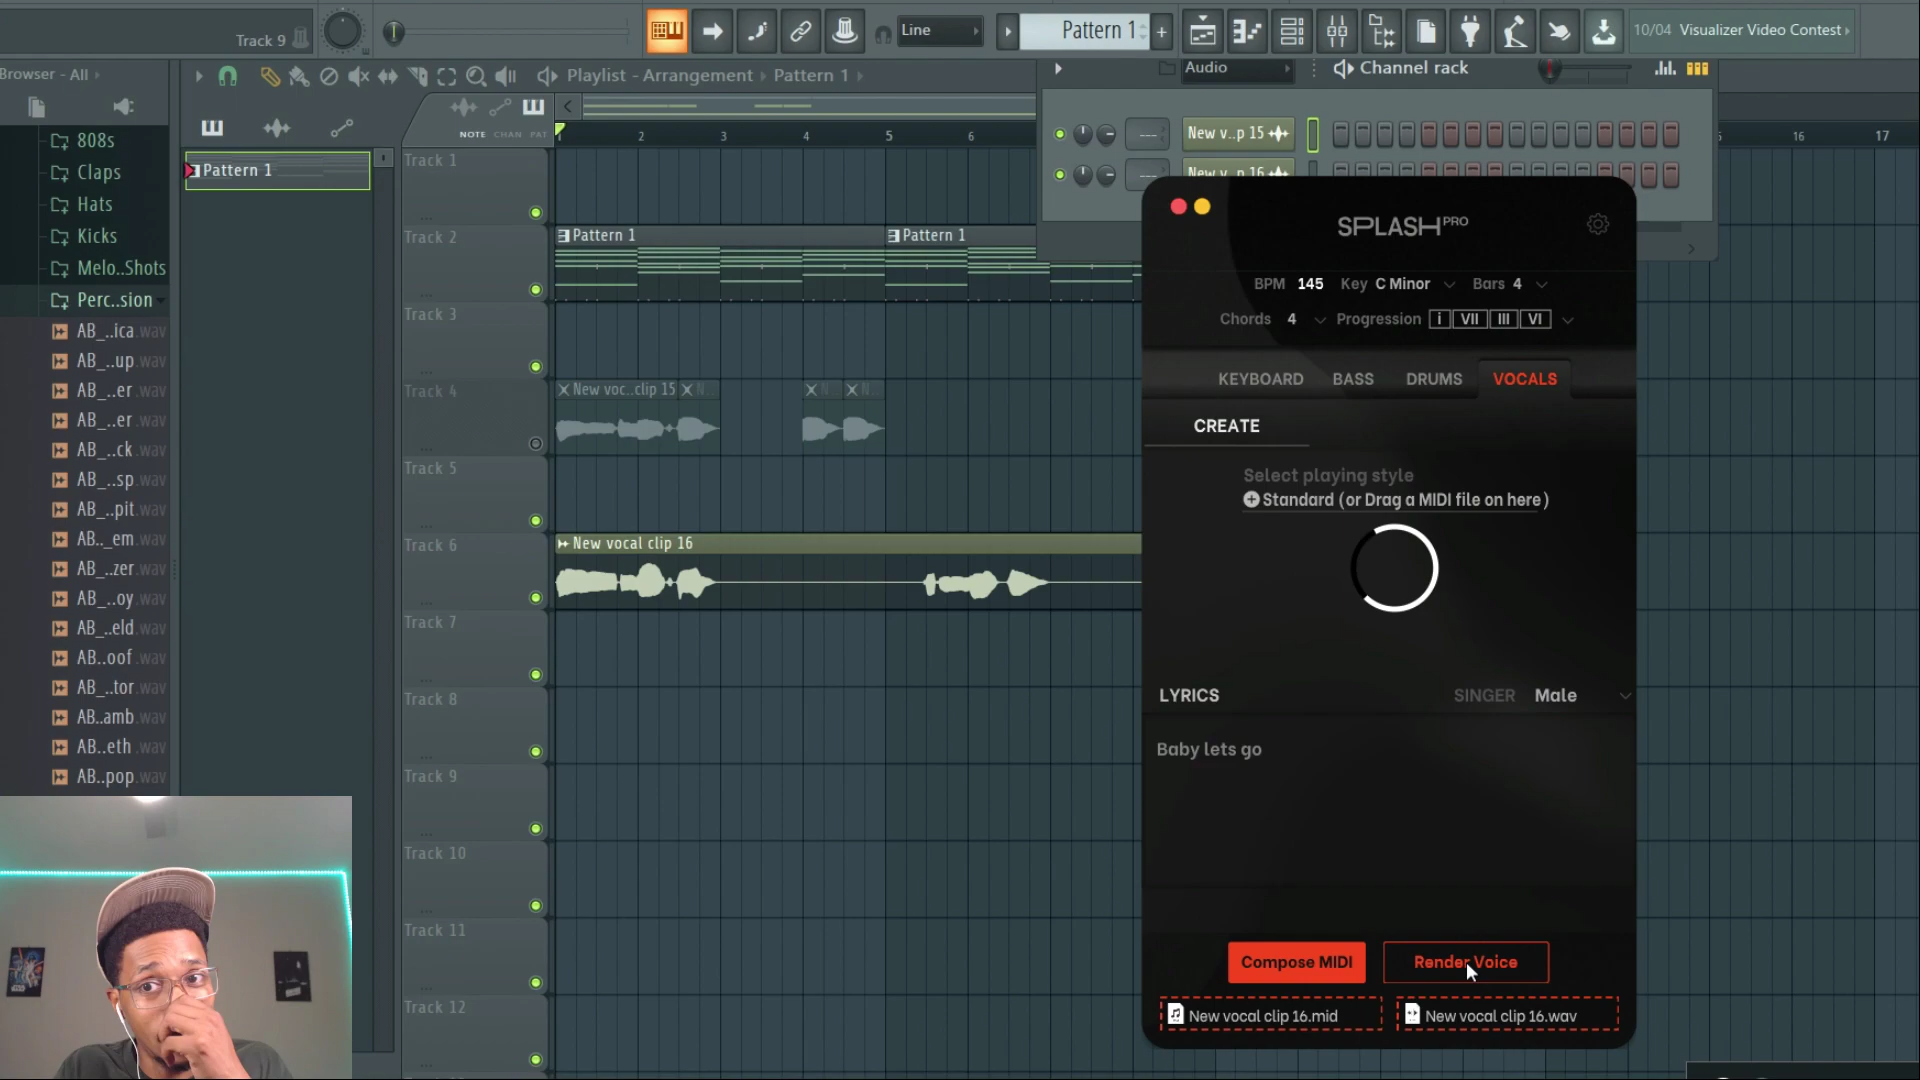 Track 9
Line
Pattern 1
+
10/04 Visualizer Video Contest
Browser - All
Playlist - Arrangement
Pattern 1
Audio
Channel rack
NOTE CHAN PAT
2
3
4
5
6
16
17
808s
Claps
Hats
Kicks
Melo..Shots
Perc..sion
AB_..ica.wav
AB_..up.wav
AB_..er.wav
AB_..er.wav
AB_..ck.wav
AB_..sp.wav
AB_..pit.wav
AB.._em.wav
AB_..zer.wav
AB_..oy.wav
AB_..eld.wav
AB..oof.wav
AB_..tor.wav
AB..amb.wav
AB..eth.wav
AB..pop.wav
Pattern 1
Track 1
Track 2
Pattern 1
Pattern 1
Track 3
Track 4
New voc..clip 15
N..
N..
N..
Track 5
Track 6
New vocal clip 16
Track 7
Track 8
Track 9
Track 10
Track 11
Track 12
New v..p 15
New v..p 16
SPLASH PRO
BPM 145 Key C Minor Bars 4
Chords 4 Progression i VII III VI
KEYBOARD BASS DRUMS VOCALS
CREATE
Select playing style
Standard (or Drag a MIDI file on here)
LYRICS
SINGER Male
Baby lets go
Compose MIDI
Render Voice
New vocal clip 16.mid
New vocal clip 16.wav